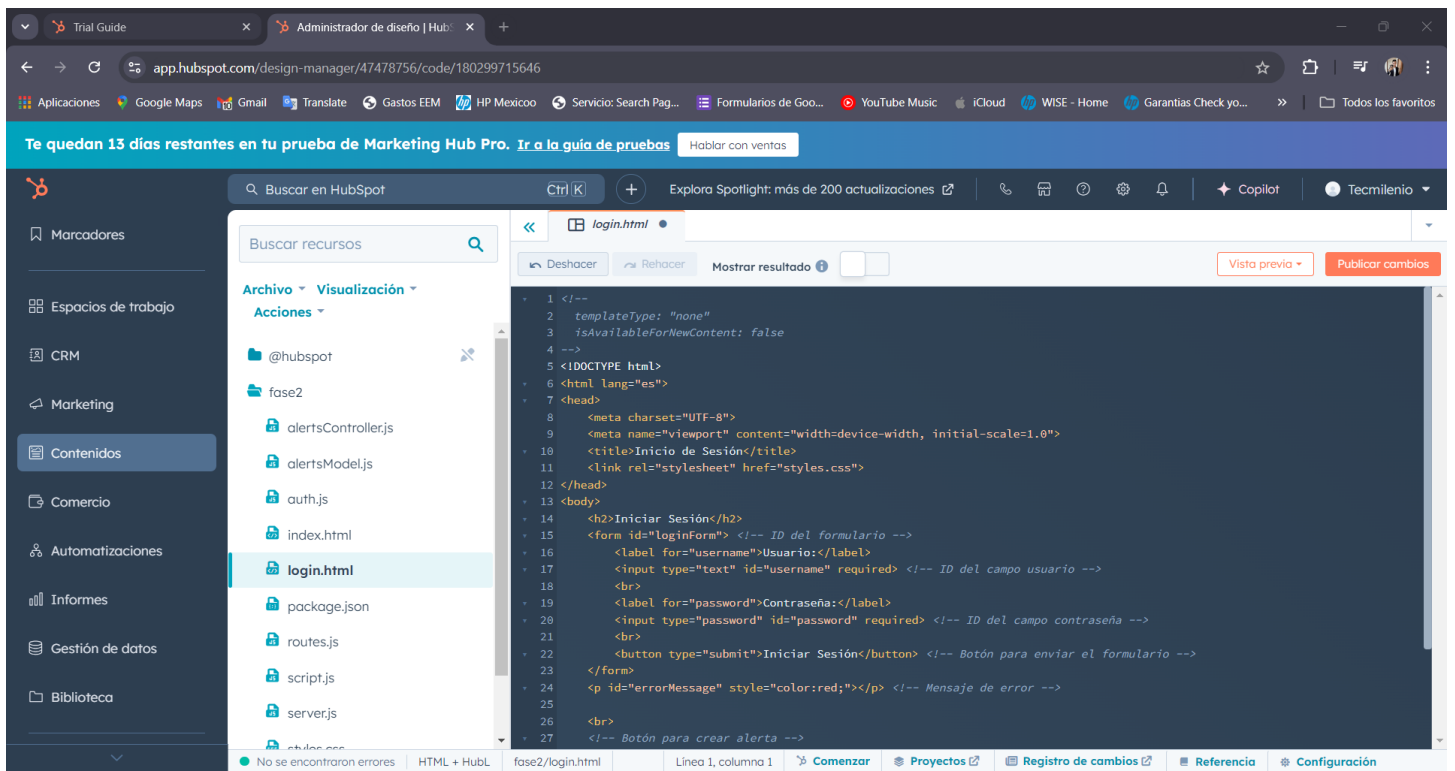 Trial Guide
Administrador de diseño | Hub
app.hubspot.com/design-manager/47478756/code/180299715646
Aplicaciones Google Maps Gmail Translate Gastos EEM HP Mexicoo Servicio: Search Pag... Formularios de Goo... YouTube Music iCloud WISE - Home Garantias Check yo... » Todos los favoritos
Te quedan 13 días restantes en tu prueba de Marketing Hub Pro. Ir a la guía de pruebas Hablar con ventas
Buscar en HubSpot Ctrl K + Explora Spotlight: más de 200 actualizaciones Copilot Tecmilenio
Marcadores
Espacios de trabajo
CRM
Marketing
Contenidos
Comercio
Automatizaciones
Informes
Gestión de datos
Biblioteca
Buscar recursos
Archivo Visualización
Acciones
@hubspot
fase2
alertsController.js
alertsModel.js
auth.js
index.html
login.html
package.json
routes.js
script.js
server.js
styles.css
login.html
Deshacer Rehacer Mostrar resultado Vista previa Publicar cambios
1 <!--
2 templateType: "none"
3 isAvailableForNewContent: false
4 -->
5 <!DOCTYPE html>
6 <html lang="es">
7 <head>
8 <meta charset="UTF-8">
9 <meta name="viewport" content="width=device-width, initial-scale=1.0">
10 <title>Inicio de Sesión</title>
11 <link rel="stylesheet" href="styles.css">
12 </head>
13 <body>
14 <h2>Iniciar Sesión</h2>
15 <form id="loginForm"> <!-- ID del formulario -->
16 <label for="username">Usuario:</label>
17 <input type="text" id="username" required> <!-- ID del campo usuario -->
18 <br>
19 <label for="password">Contraseña:</label>
20 <input type="password" id="password" required> <!-- ID del campo contraseña -->
21 <br>
22 <button type="submit">Iniciar Sesión</button> <!-- Botón para enviar el formulario -->
23 </form>
24 <p id="errorMessage" style="color:red;"></p> <!-- Mensaje de error -->
25
26 <br>
27 <!-- Botón para crear alerta -->
No se encontraron errores HTML + HubL fase2/login.html Línea 1, columna 1 Comenzar Proyectos Registro de cambios Referencia Configuración